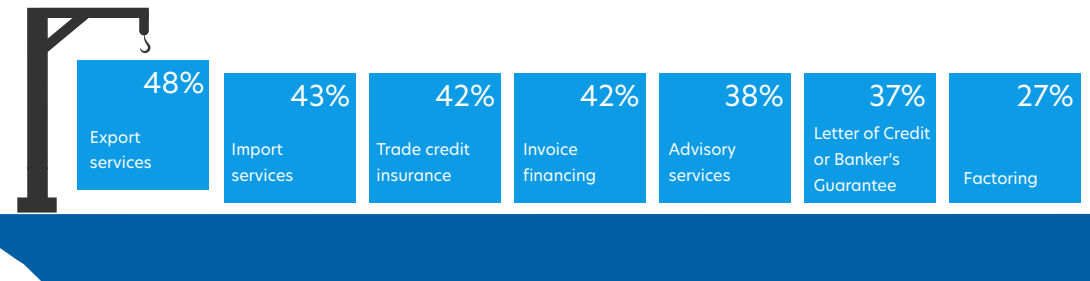 48%
Export
services
43%
Import
services
42%
Trade credit
insurance
42%
Invoice
financing
38%
Advisory
services
37%
Letter of Credit
or Banker's
Guarantee
27%
Factoring